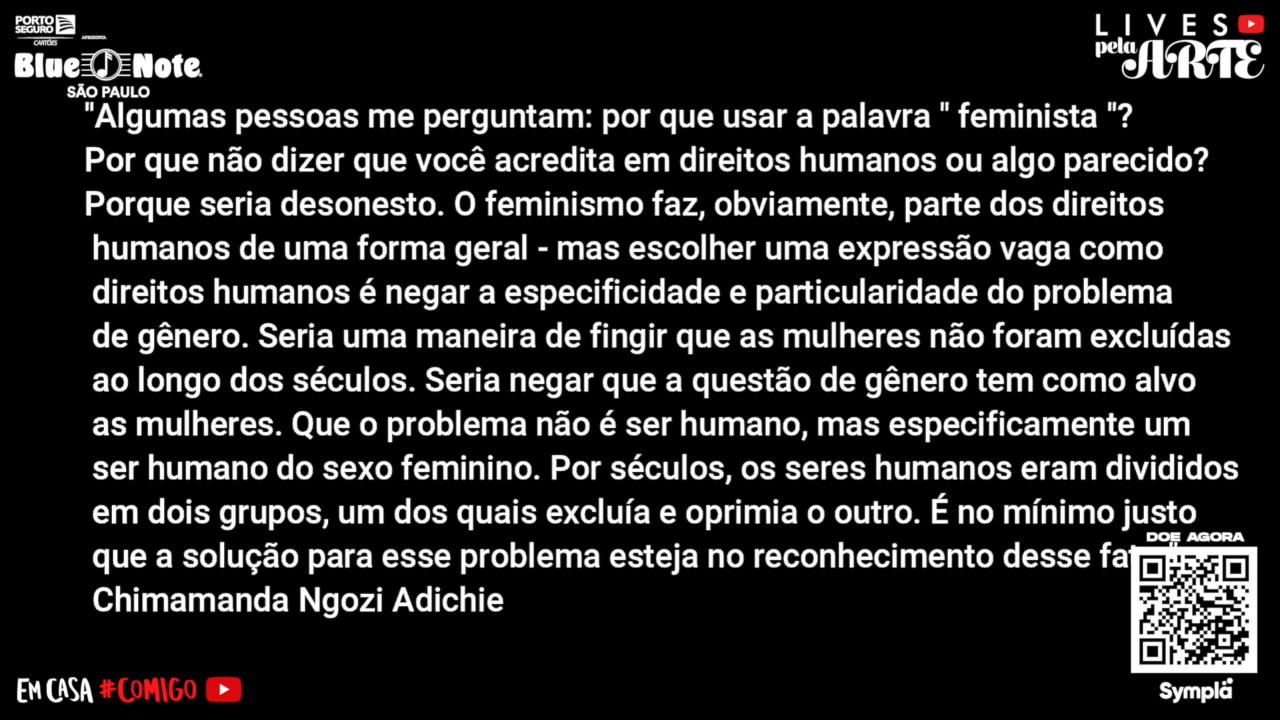 PORTO
SEGURO
CARTÕES
APRESENTA
Blue Note
SÃO PAULO
LIVES
pela
ARTE
"Algumas pessoas me perguntam: por que usar a palavra " feminista "?
Por que não dizer que você acredita em direitos humanos ou algo parecido?
Porque seria desonesto. O feminismo faz, obviamente, parte dos direitos
humanos de uma forma geral - mas escolher uma expressão vaga como
direitos humanos é negar a especificidade e particularidade do problema
de gênero. Seria uma maneira de fingir que as mulheres não foram excluídas
ao longo dos séculos. Seria negar que a questão de gênero tem como alvo
as mulheres. Que o problema não é ser humano, mas especificamente um
ser humano do sexo feminino. Por séculos, os seres humanos eram divididos
em dois grupos, um dos quais excluía e oprimia o outro. É no mínimo justo
que a solução para esse problema esteja no reconhecimento desse
Chimamanda Ngozi Adichie
DOE AGORA
Sympla
EM CASA #COMIGO